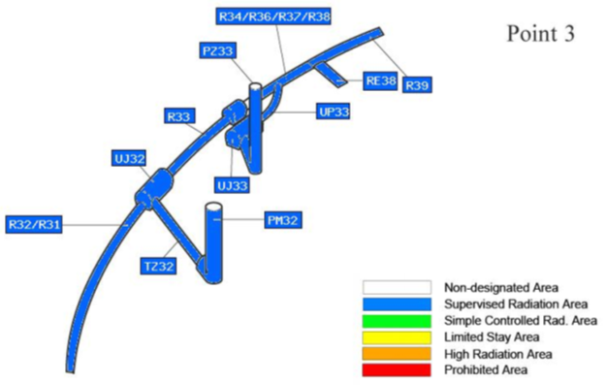 R34/R36/R37/R38
Point 3
PZ33
RE38
R39
R33
UP33
UJ32
UJ33
R32/R31
PM32
TZ32
Non-designated Area
Supervised Radiation Area
Simple Controlled Rad. Area
Limited Stay Area
High Radiation Area
Prohibited Area